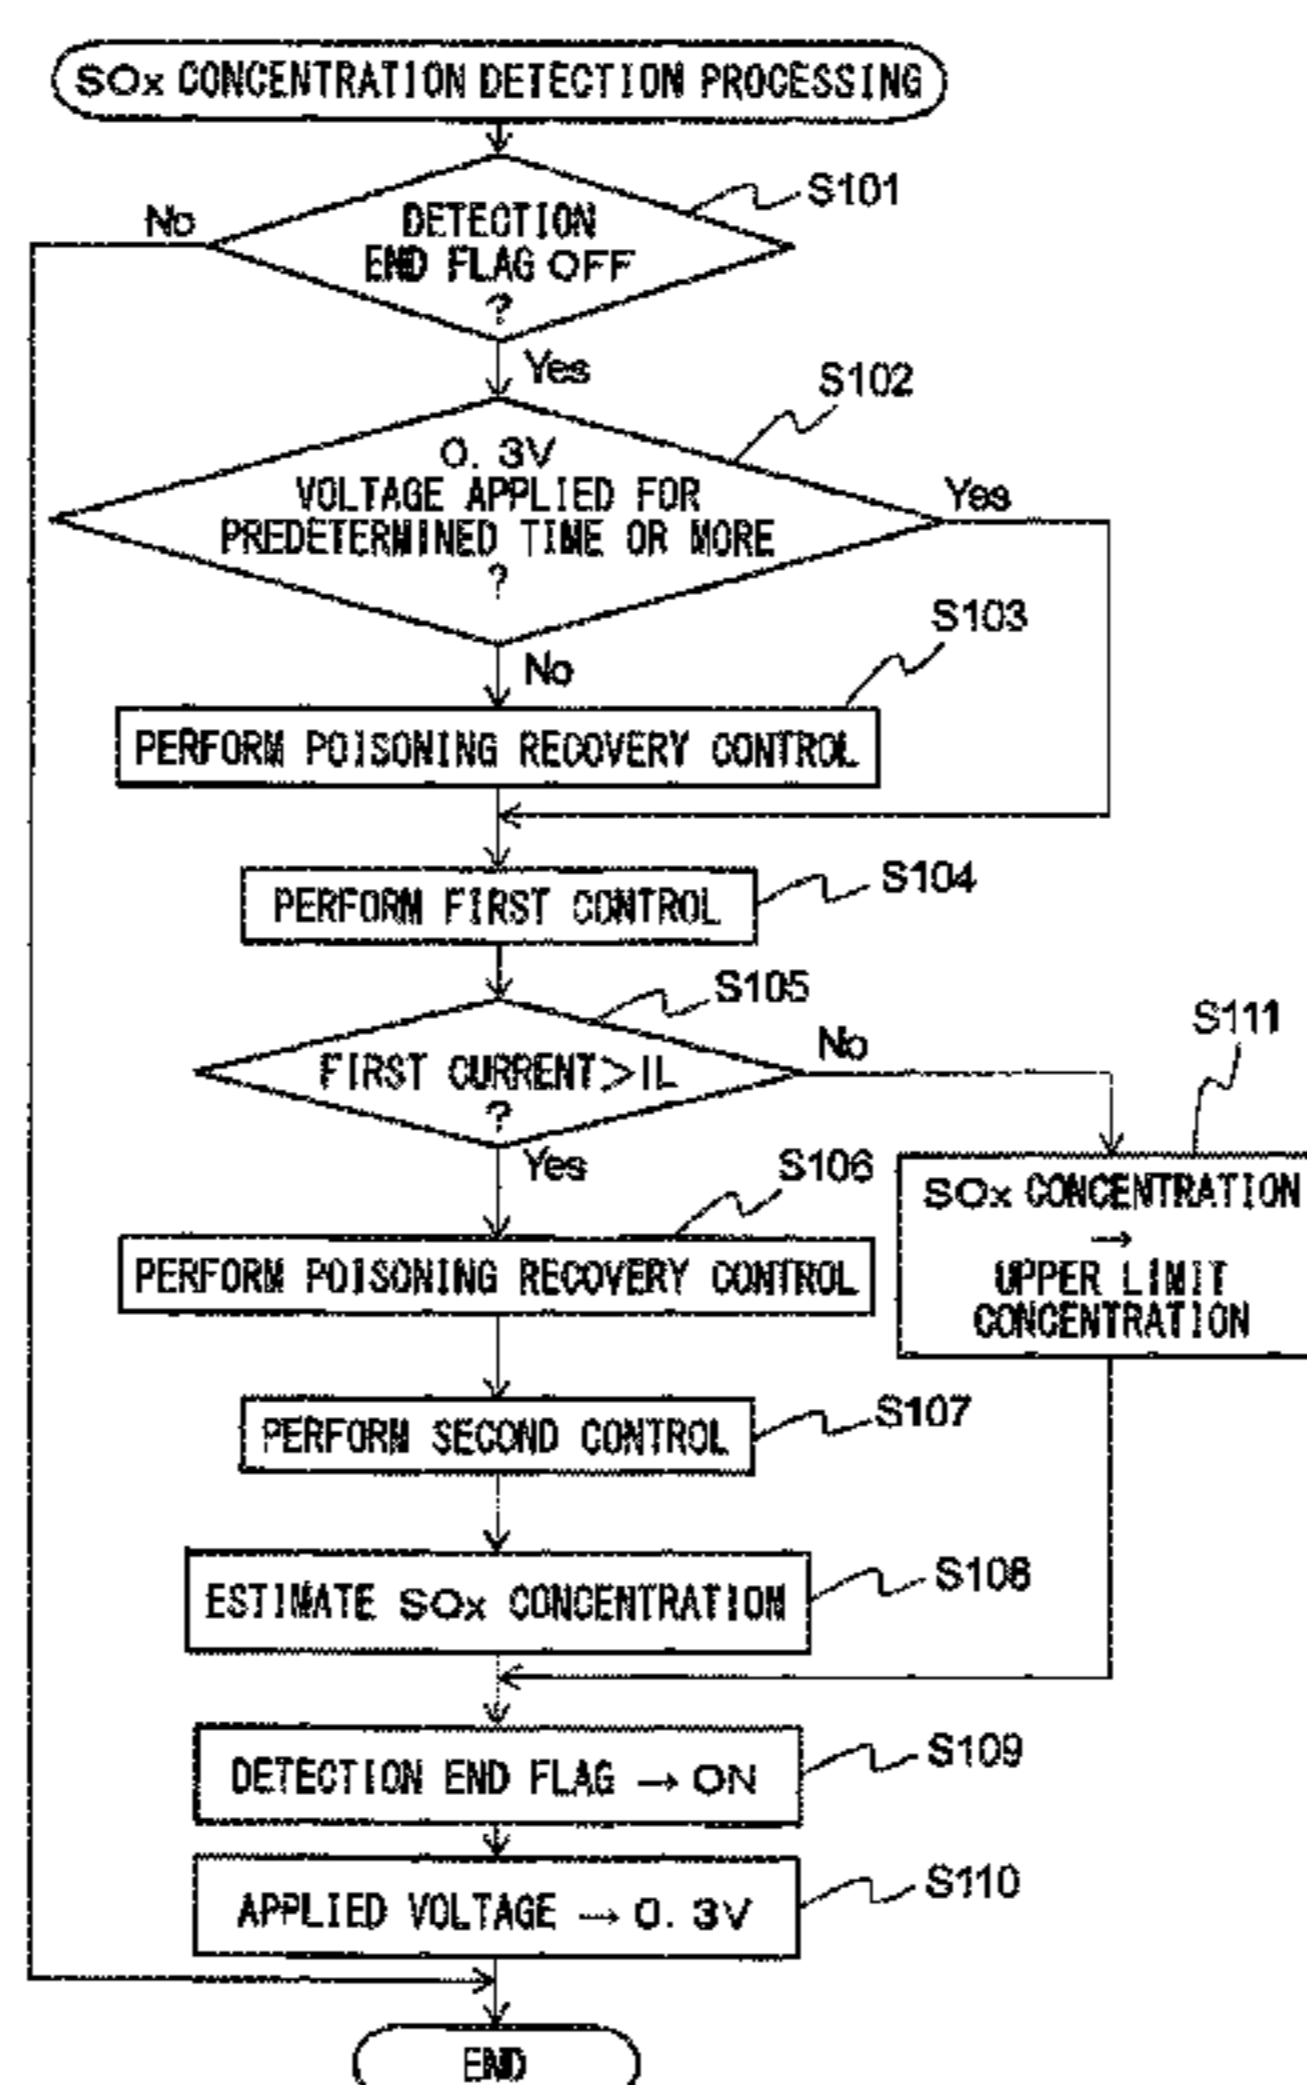 SOx CONCENTRATION DETECTION PROCESSING
S101
No
DETECTION
END FLAG OFF
?
Yes
S102
0. 3V
VOLTAGE APPLIED FOR
PREDETERMINED TIME OR MORE
?
Yes
S103
No
PERFORM POISONING RECOVERY CONTROL
S104
PERFORM FIRST CONTROL
S105
No
S111
FIRST CURRENT>IL
?
Yes
S106
SOx CONCENTRATION
→
UPPER LIMIT
CONCENTRATION
PERFORM POISONING RECOVERY CONTROL
S107
PERFORM SECOND CONTROL
S108
ESTIMATE SOx CONCENTRATION
S109
DETECTION END FLAG → ON
S110
APPLIED VOLTAGE → 0. 3V
END